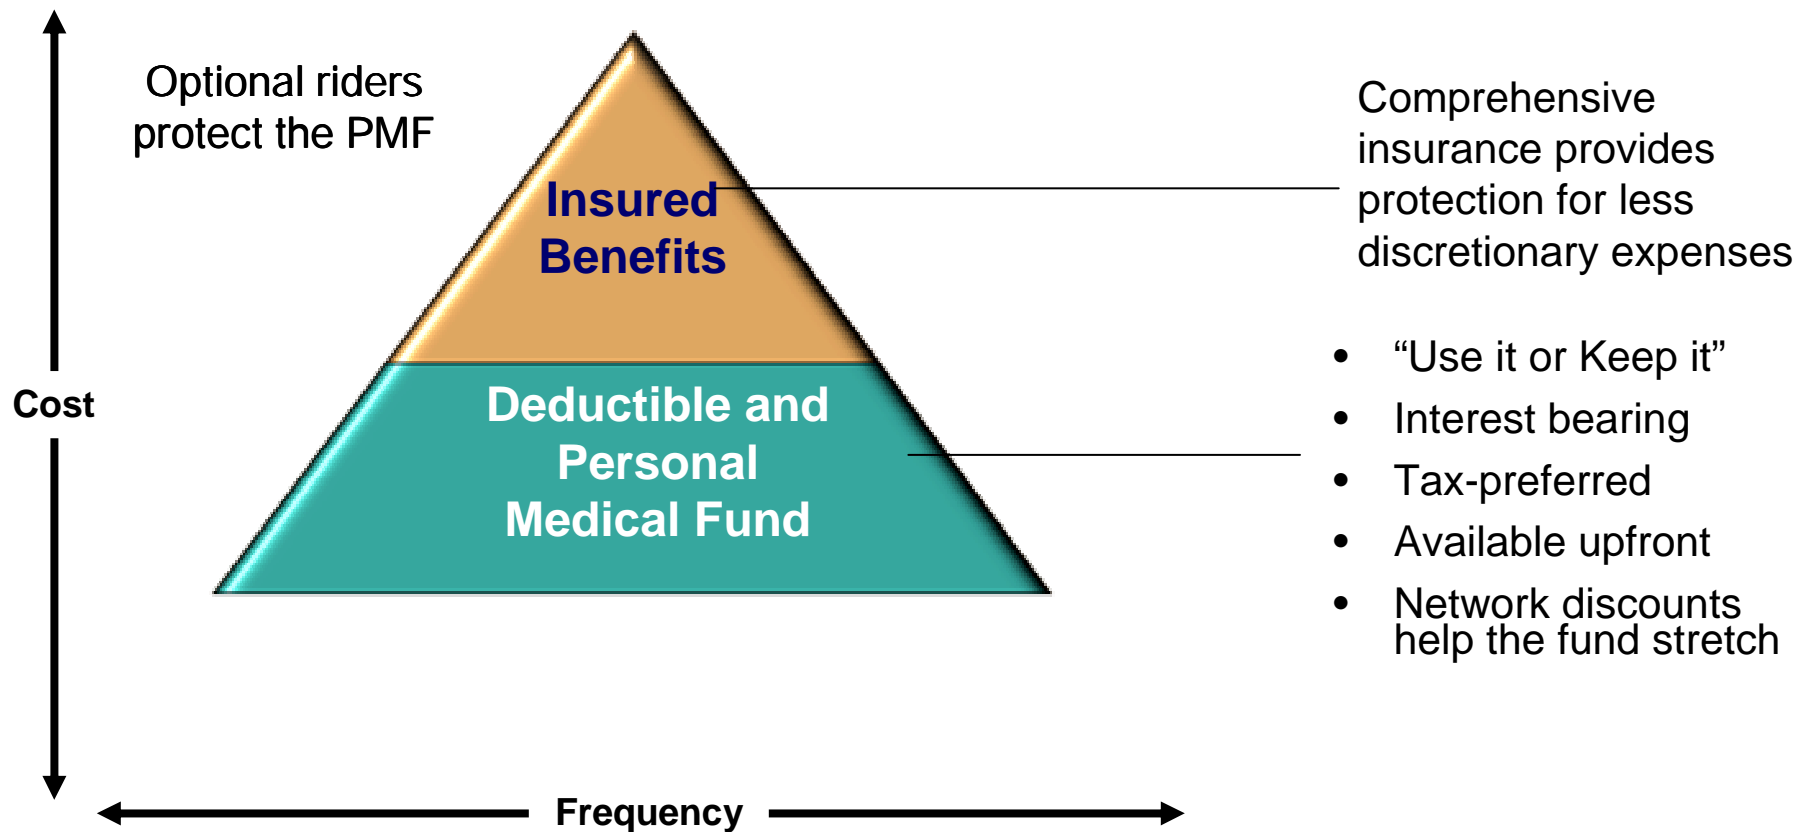 Optional riders
protect the PMF
Insured
Benefits
Deductible and
Personal
Medical Fund
Cost
Frequency
Comprehensive
insurance provides
protection for less
discretionary expenses
• “Use it or Keep it”
• Interest bearing
• Tax-preferred
• Available upfront
• Network discounts
help the fund stretch